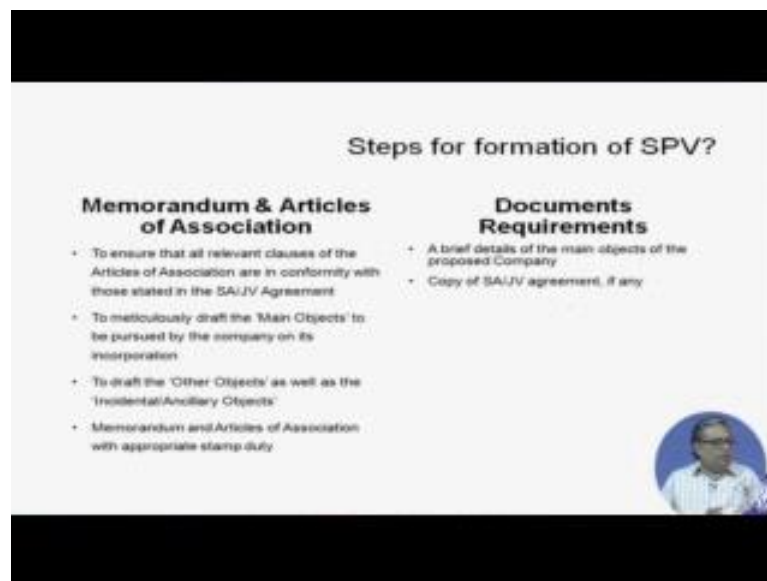 Steps for formation of SPV?
Memorandum & Articles
of Association
• To ensure that all relevant clauses of the
Articles of Association are in conformity with
those stated in the SA/JV Agreement
• To meticulously draft the 'Main Objects' to
be pursued by the company on its
incorporation
• To draft the 'Other Objects' as well as the
'Incidental/Ancillary Objects'
• Memorandum and Articles of Association
with appropriate stamp duty
Documents
Requirements
• A brief details of the main objects of the
proposed Company
• Copy of SA/JV agreement, if any